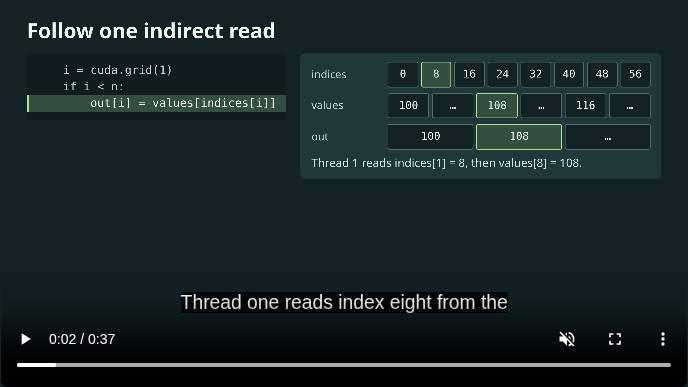 Follow one indirect read
i = cuda.grid(1)
if i < n:
out[i] = values[indices[i]]
indices 0 8 16 24 32 40 48 56
values 100 … 108 … 116 …
out 100 108 …
Thread 1 reads indices[1] = 8, then values[8] = 108.
Thread one reads index eight from the
0:02 / 0:37